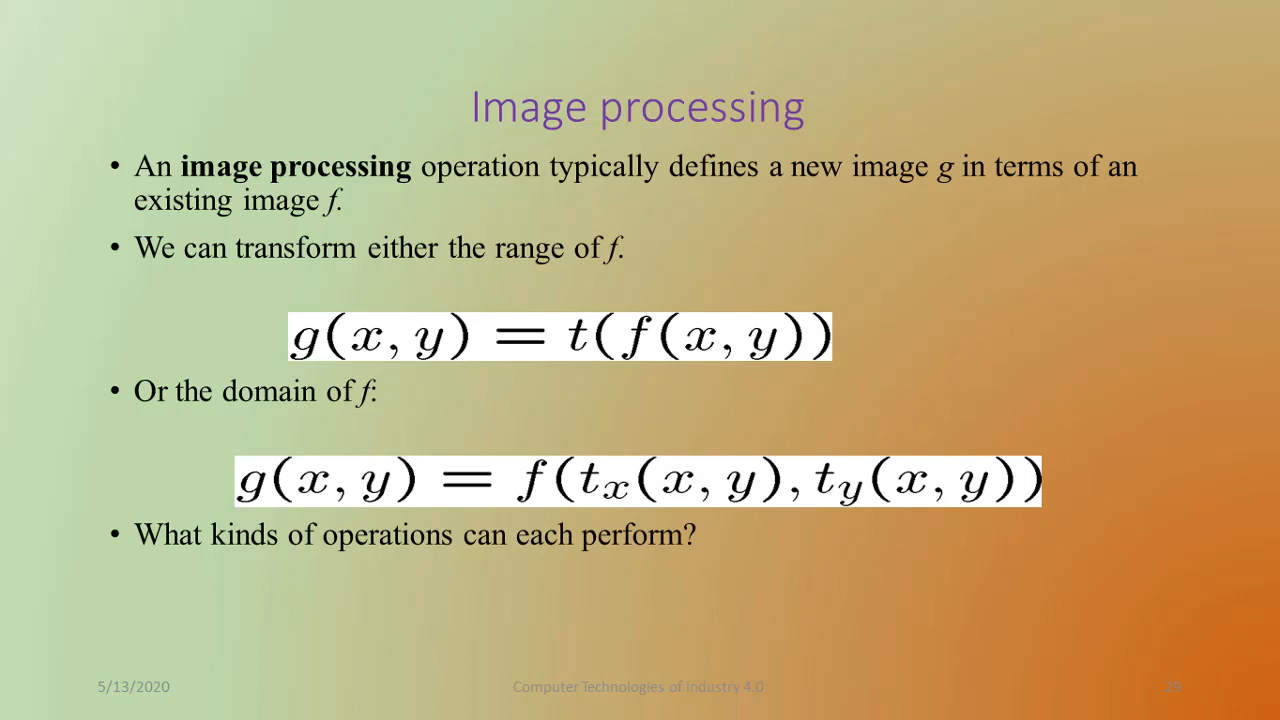 Image processing
• An image processing operation typically defines a new image g in terms of an
existing image f.
• We can transform either the range of f.
g(x, y) = t(f(x, y))
• Or the domain of f:
g(x, y) = f(tₓ(x, y), t_y(x, y))
• What kinds of operations can each perform?
5/13/2020
Computer Technologies of Industry 4.0
29